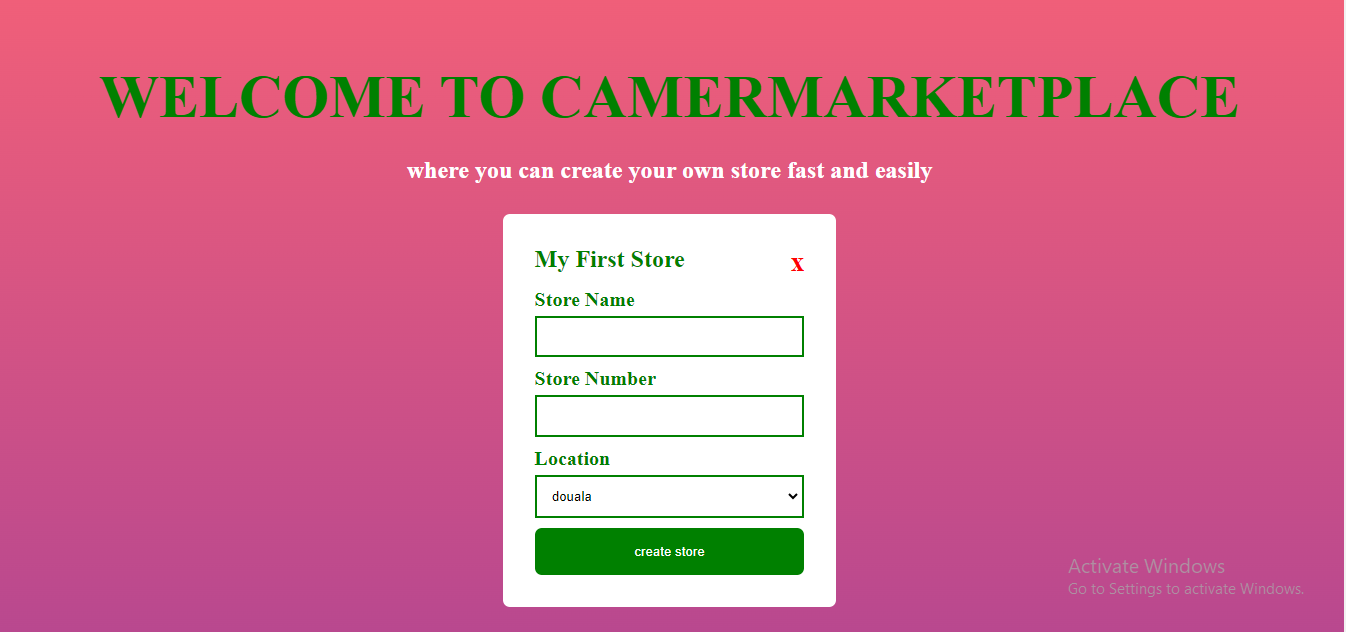 WELCOME TO CAMERMARKETPLACE
where you can create your own store fast and easily
My First Store
x
Store Name
Store Number
Location
douala
create store
Activate Windows
Go to Settings to activate Windows.